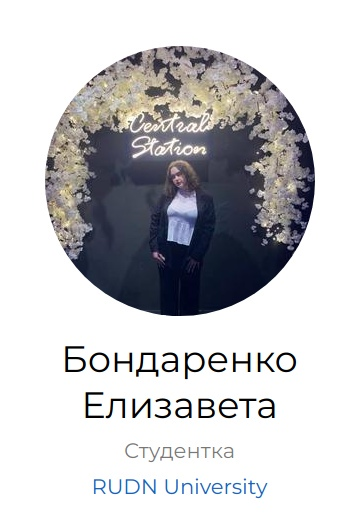 Central
Station
Бондаренко
Елизавета
Студентка
RUDN University